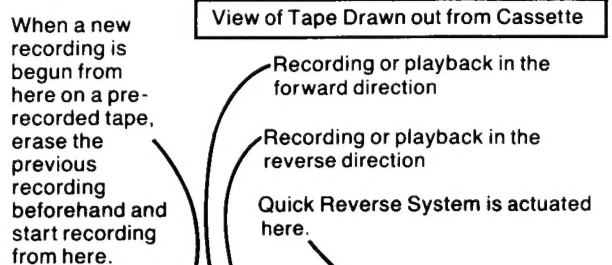 View of Tape Drawn out from Cassette
When a new
recording is
begun from
here on a pre-
recorded tape,
erase the
previous
recording
beforehand and
start recording
from here.
Recording or playback in the
forward direction
Recording or playback in the
reverse direction
Quick Reverse System is actuated
here.